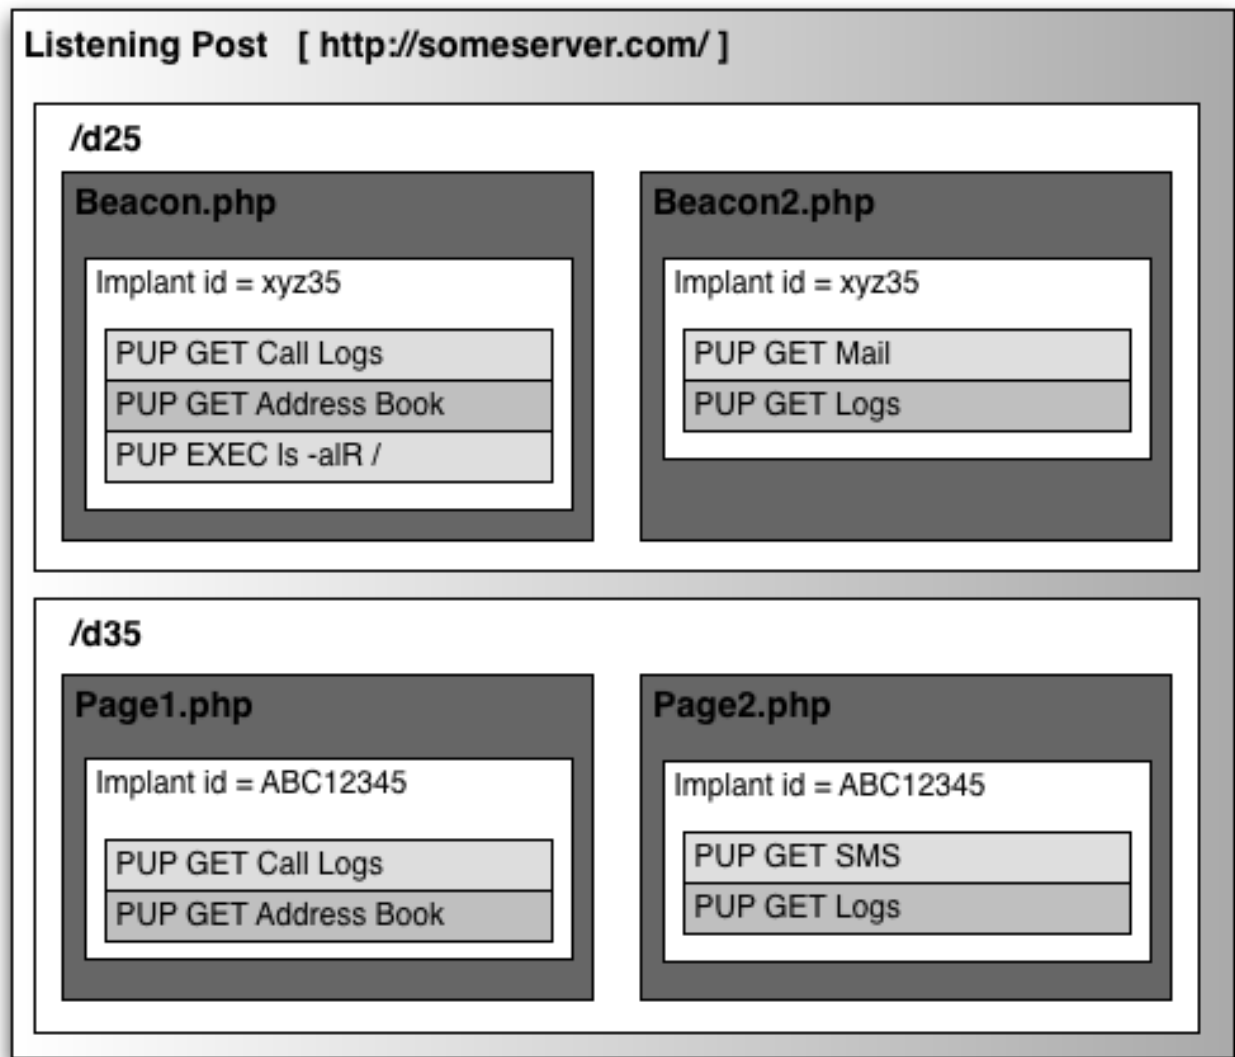 Listening Post [ http://someserver.com/ ]
/d25
Beacon.php
Implant id = xyz35
PUP GET Call Logs
PUP GET Address Book
PUP EXEC ls -alR /
Beacon2.php
Implant id = xyz35
PUP GET Mail
PUP GET Logs
/d35
Page1.php
Implant id = ABC12345
PUP GET Call Logs
PUP GET Address Book
Page2.php
Implant id = ABC12345
PUP GET SMS
PUP GET Logs